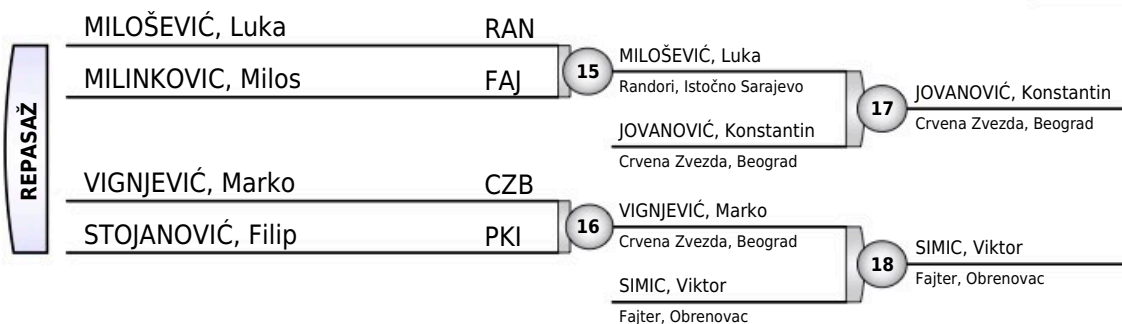 REPASAŽ
MILOŠEVIĆ, Luka RAN
MILINKOVIC, Milos FAJ
15
MILOŠEVIĆ, Luka
Randori, Istočno Sarajevo
JOVANOVIĆ, Konstantin
Crvena Zvezda, Beograd
17
JOVANOVIĆ, Konstantin
Crvena Zvezda, Beograd
VIGNJEVIĆ, Marko CZB
STOJANOVIĆ, Filip PKI
16
VIGNJEVIĆ, Marko
Crvena Zvezda, Beograd
SIMIC, Viktor
Fajter, Obrenovac
18
SIMIC, Viktor
Fajter, Obrenovac